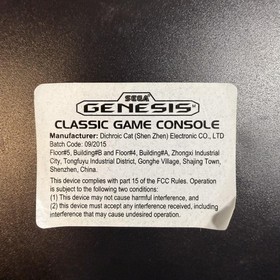 SEGA
GENESIS
CLASSIC GAME CONSOLE
Manufacturer: Dichroic Cat (Shen Zhen) Electronic CO., LTD
Batch Code: 09/2015
Floor#5, Building#B and Floor#4, Building#A, Zhongxi Industrial
City, Tongfuyu Industrial District, Gonghe Village, Shajing Town,
Shenzhen, China.
This device complies with part 15 of the FCC Rules. Operation
is subject to the following two conditions:
(1) This device may not cause harmful interference, and
(2) this device must accept any interference received, including
interference that may cause undesired operation.